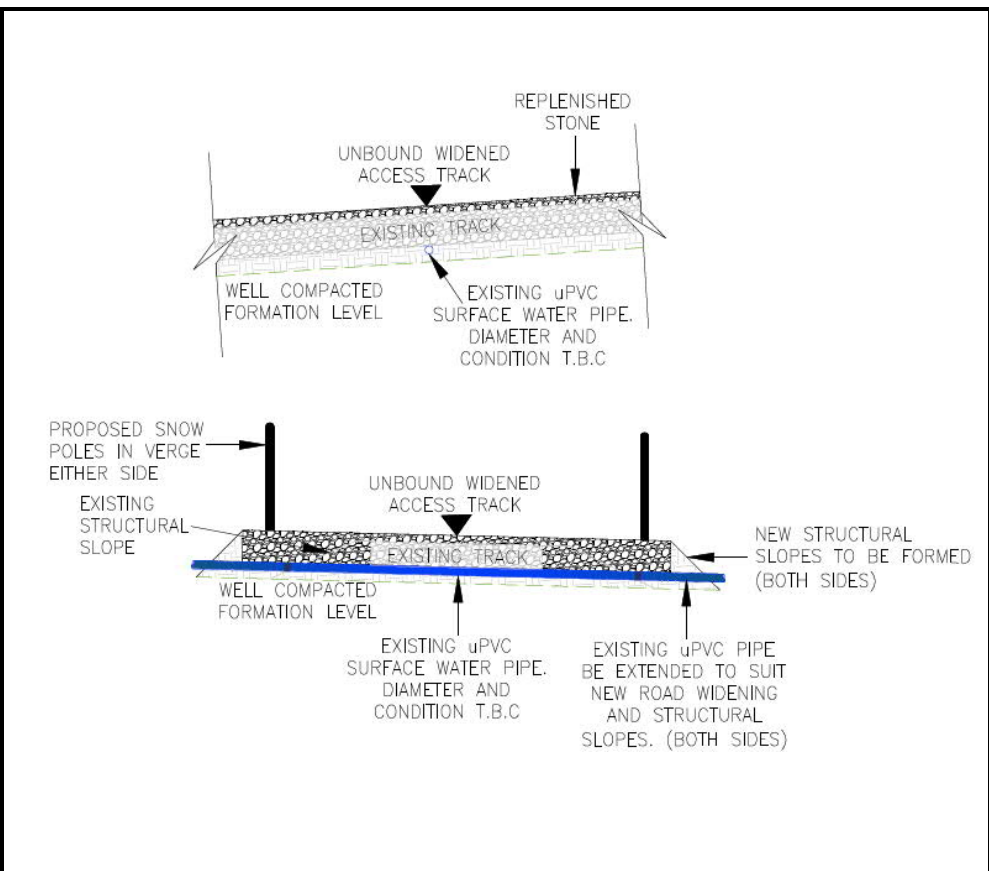 REPLENISHED
STONE
UNBOUND WIDENED
ACCESS TRACK
EXISTING TRACK
WELL COMPACTED
FORMATION LEVEL
EXISTING uPVC
SURFACE WATER PIPE.
DIAMETER AND
CONDITION T.B.C
PROPOSED SNOW
POLES IN VERGE
EITHER SIDE
EXISTING
STRUCTURAL
SLOPE
UNBOUND WIDENED
ACCESS TRACK
EXISTING TRACK
NEW STRUCTURAL
SLOPES TO BE FORMED
(BOTH SIDES)
WELL COMPACTED
FORMATION LEVEL
EXISTING uPVC
SURFACE WATER PIPE.
DIAMETER AND
CONDITION T.B.C
EXISTING uPVC PIPE
BE EXTENDED TO SUIT
NEW ROAD WIDENING
AND STRUCTURAL
SLOPES. (BOTH SIDES)